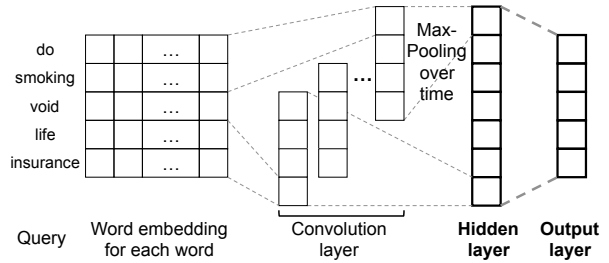 do
smoking
void
life
insurance
...
...
...
...
...
...
Max-
Pooling
over
time
Query
Word embedding
for each word
Convolution
layer
Hidden
layer
Output
layer